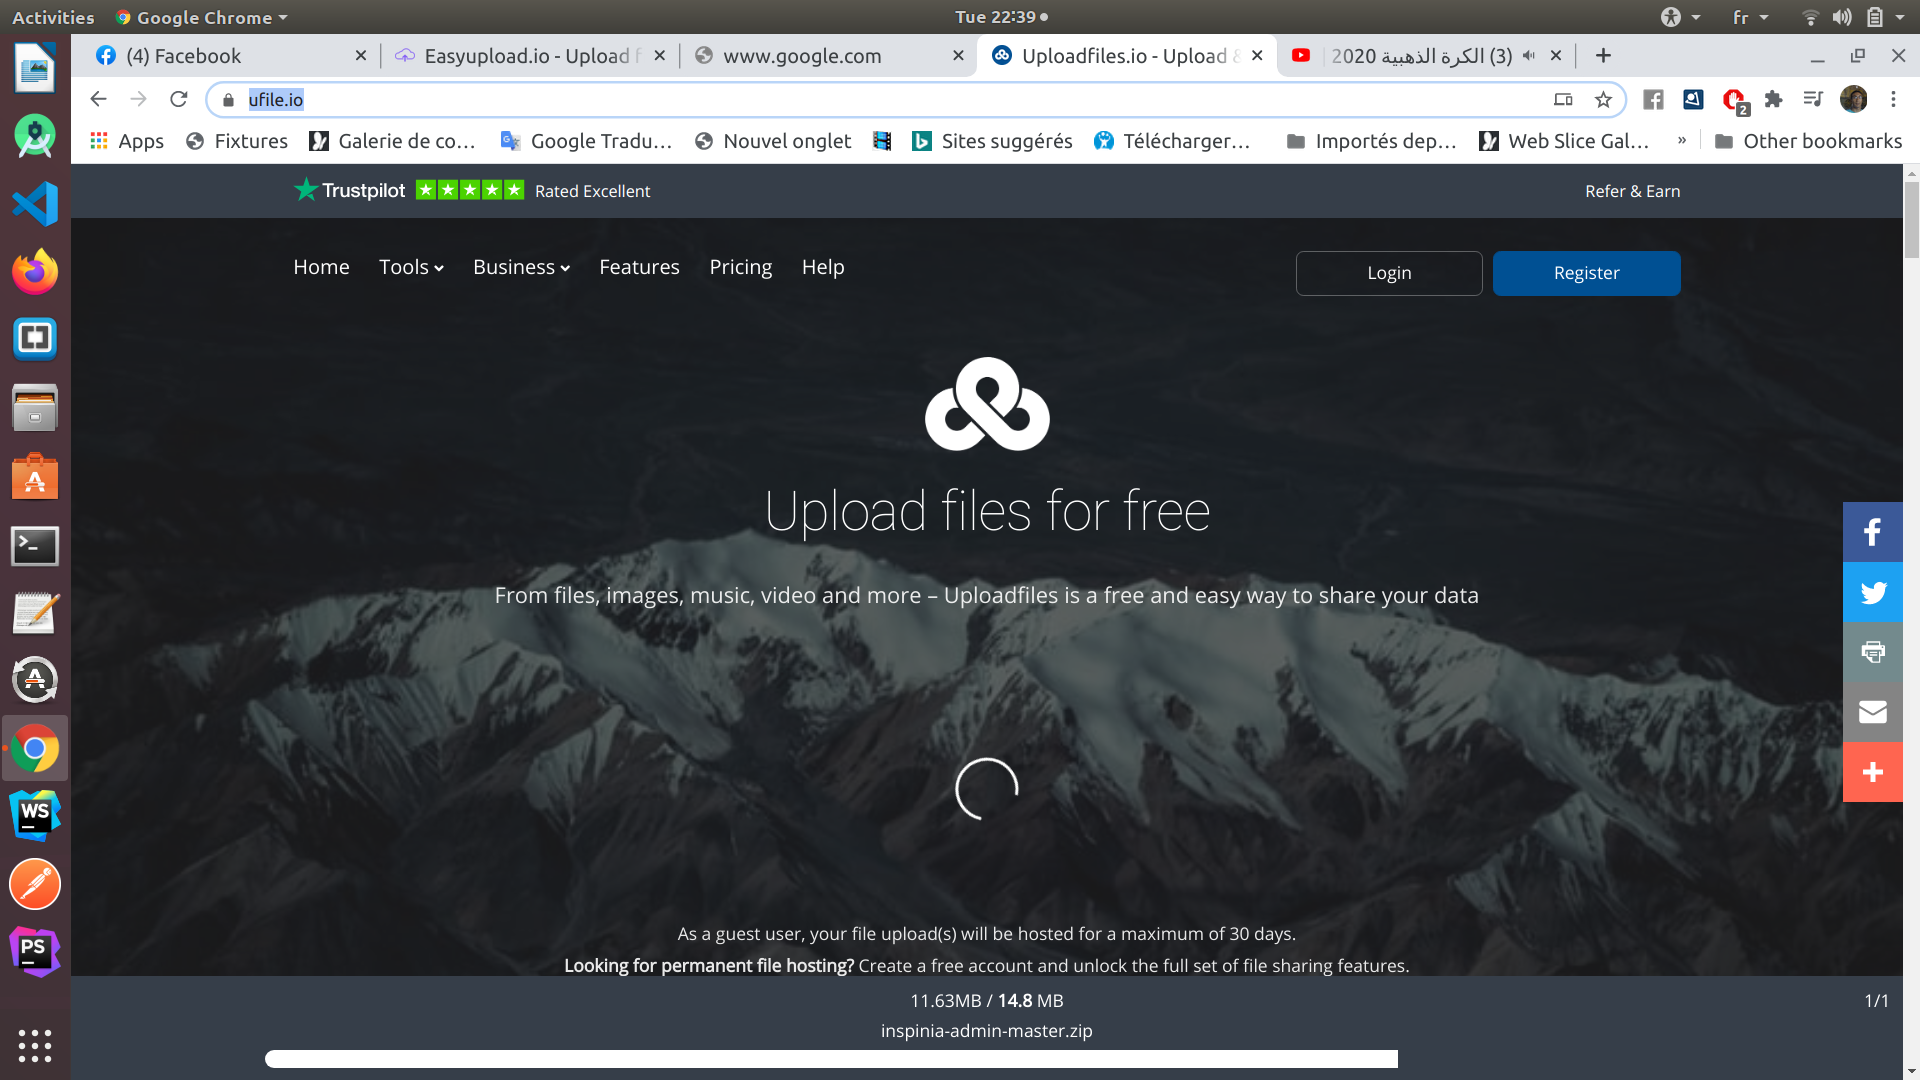 Activities Google Chrome Tue 22:39 fr
(4) Facebook Easyupload.io - Upload f www.google.com Uploadfiles.io - Upload & (3) الكرة الذهبية 2020
ufile.io 2
Apps Fixtures Galerie de co... Google Tradu... Nouvel onglet Sites suggérés Télécharger... Importés dep... Web Slice Gal... » Other bookmarks
Trustpilot Rated Excellent Refer & Earn
Home Tools Business Features Pricing Help Login Register
Upload files for free
From files, images, music, video and more – Uploadfiles is a free and easy way to share your data
As a guest user, your file upload(s) will be hosted for a maximum of 30 days.
Looking for permanent file hosting? Create a free account and unlock the full set of file sharing features.
11.63MB / 14.8 MB 1/1
inspinia-admin-master.zip
WS
PS